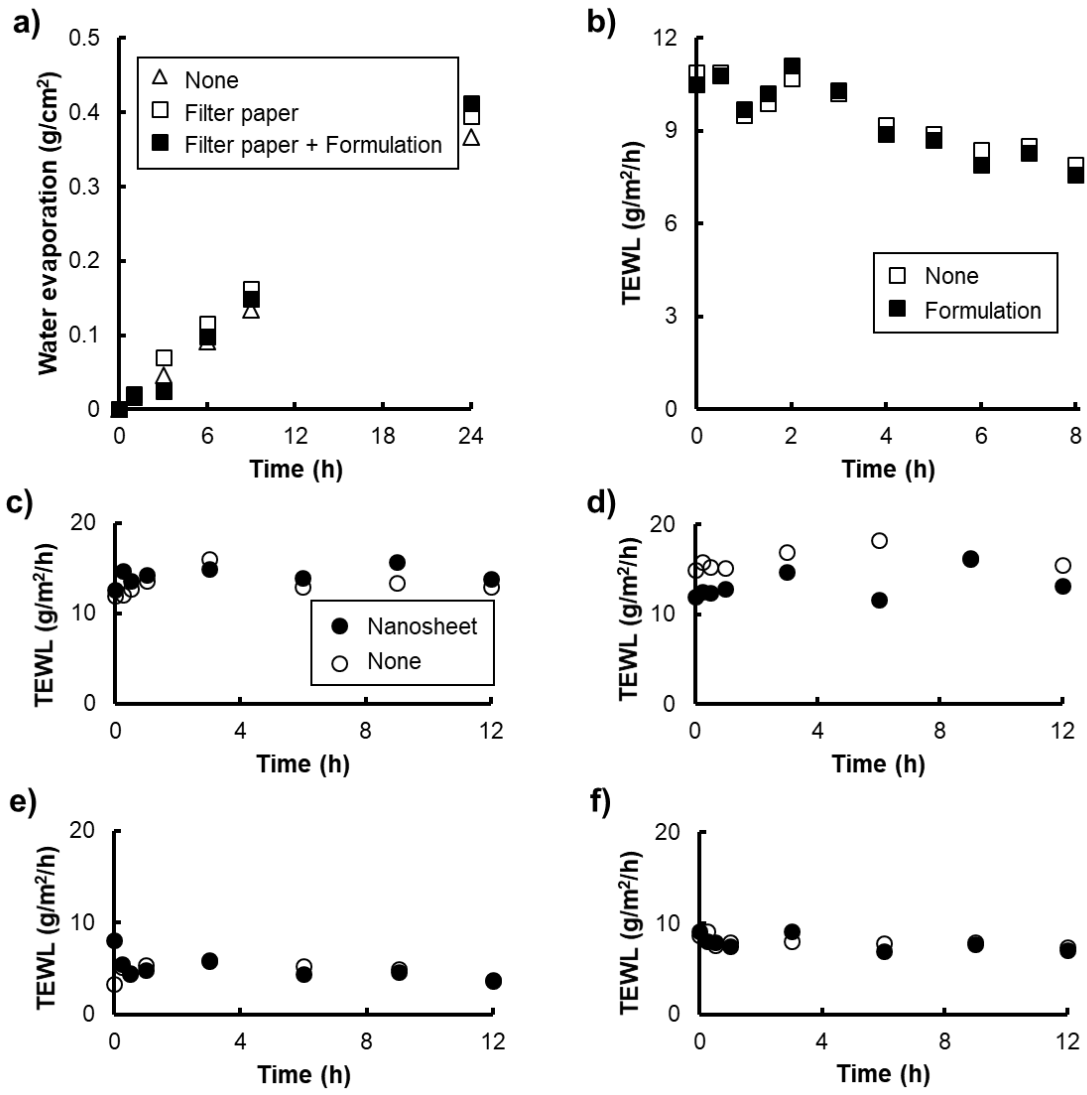 a)
0.5
0.4
0.3
0.2
0.1
0
Water evaporation (g/cm²)
None
Filter paper
Filter paper + Formulation
0 6 12 18 24
Time (h)
b)
12
9
6
3
0
TEWL (g/m²/h)
None
Formulation
0 2 4 6 8
Time (h)
c)
20
10
0
TEWL (g/m²/h)
Nanosheet
None
0 4 8 12
Time (h)
d)
20
10
0
TEWL (g/m²/h)
0 4 8 12
Time (h)
e)
20
10
0
TEWL (g/m²/h)
0 4 8 12
Time (h)
f)
20
10
0
TEWL (g/m²/h)
0 4 8 12
Time (h)